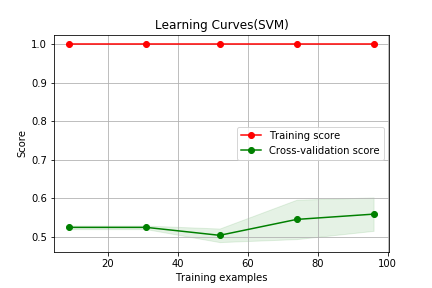 Learning Curves(SVM)
1.0
0.9
0.8
0.7
0.6
0.5
Score
Training score
Cross-validation score
20 40 60 80 100
Training examples